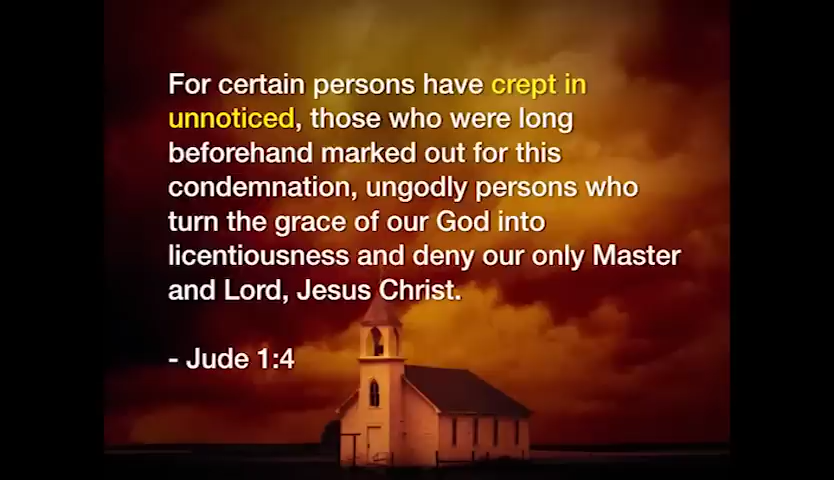 For certain persons have crept in
unnoticed, those who were long
beforehand marked out for this
condemnation, ungodly persons who
turn the grace of our God into
licentiousness and deny our only Master
and Lord, Jesus Christ.
- Jude 1:4